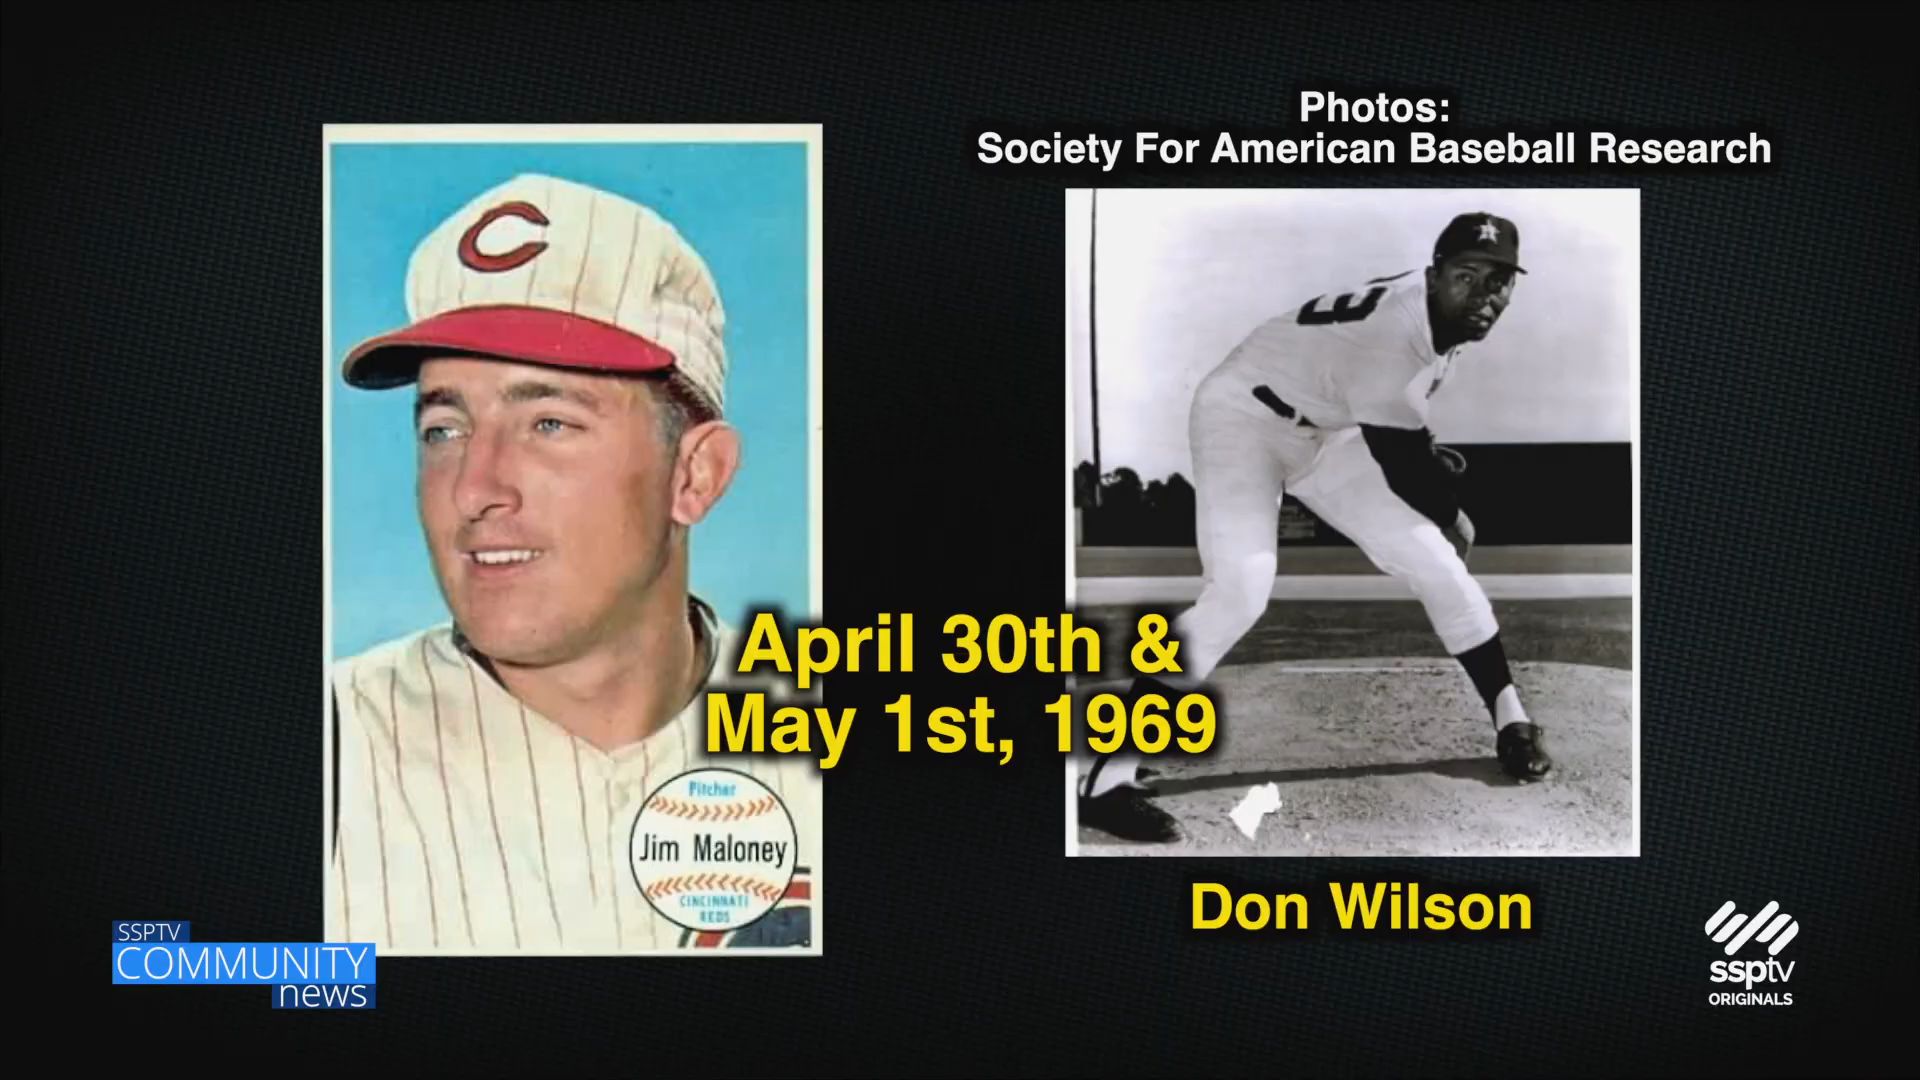 Photos:
Society For American Baseball Research
C
April 30th &
May 1st, 1969
Pitcher
Jim Maloney
CINCINNATI
REDS
Don Wilson
SSPTV
COMMUNITY
news
ssptv
ORIGINALS